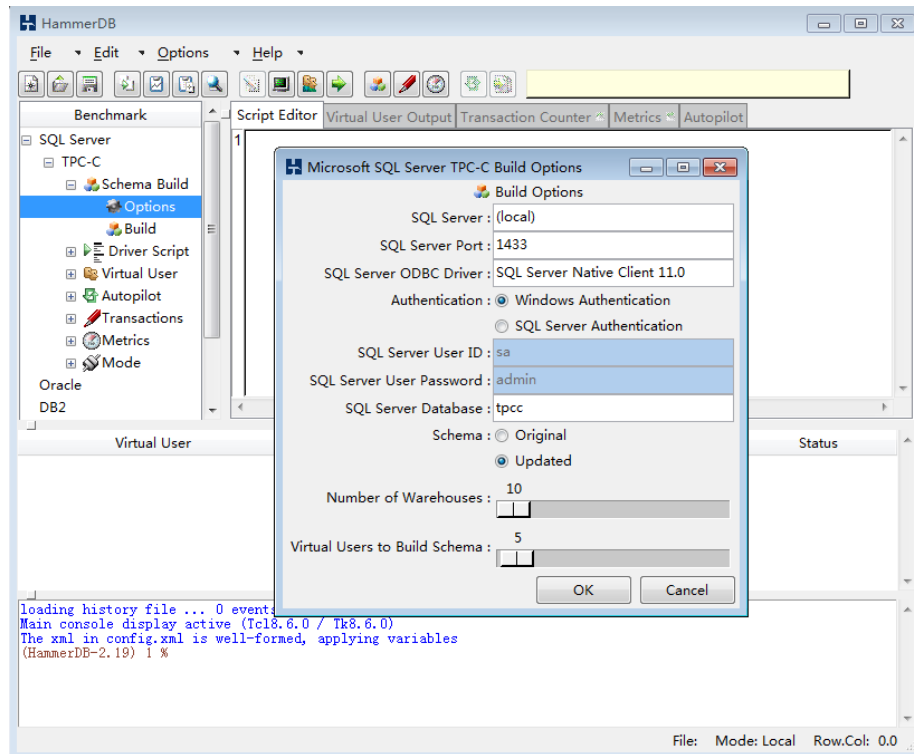 HammerDB
File Edit Options Help
Benchmark
Script Editor Virtual User Output Transaction Counter Metrics Autopilot
SQL Server
TPC-C
Schema Build
Options
Build
Driver Script
Virtual User
Autopilot
Transactions
Metrics
Mode
Oracle
DB2
1
Microsoft SQL Server TPC-C Build Options
Build Options
SQL Server : (local)
SQL Server Port : 1433
SQL Server ODBC Driver : SQL Server Native Client 11.0
Authentication : Windows Authentication
SQL Server Authentication
SQL Server User ID : sa
SQL Server User Password : admin
SQL Server Database : tpcc
Schema : Original
Updated
Number of Warehouses : 10
Virtual Users to Build Schema : 5
OK Cancel
Virtual User Status
loading history file ... 0 events
Main console display active (Tcl8.6.0 / Tk8.6.0)
The xml in config.xml is well-formed, applying variables
(HammerDB-2.19) 1 %
File: Mode: Local Row.Col: 0.0